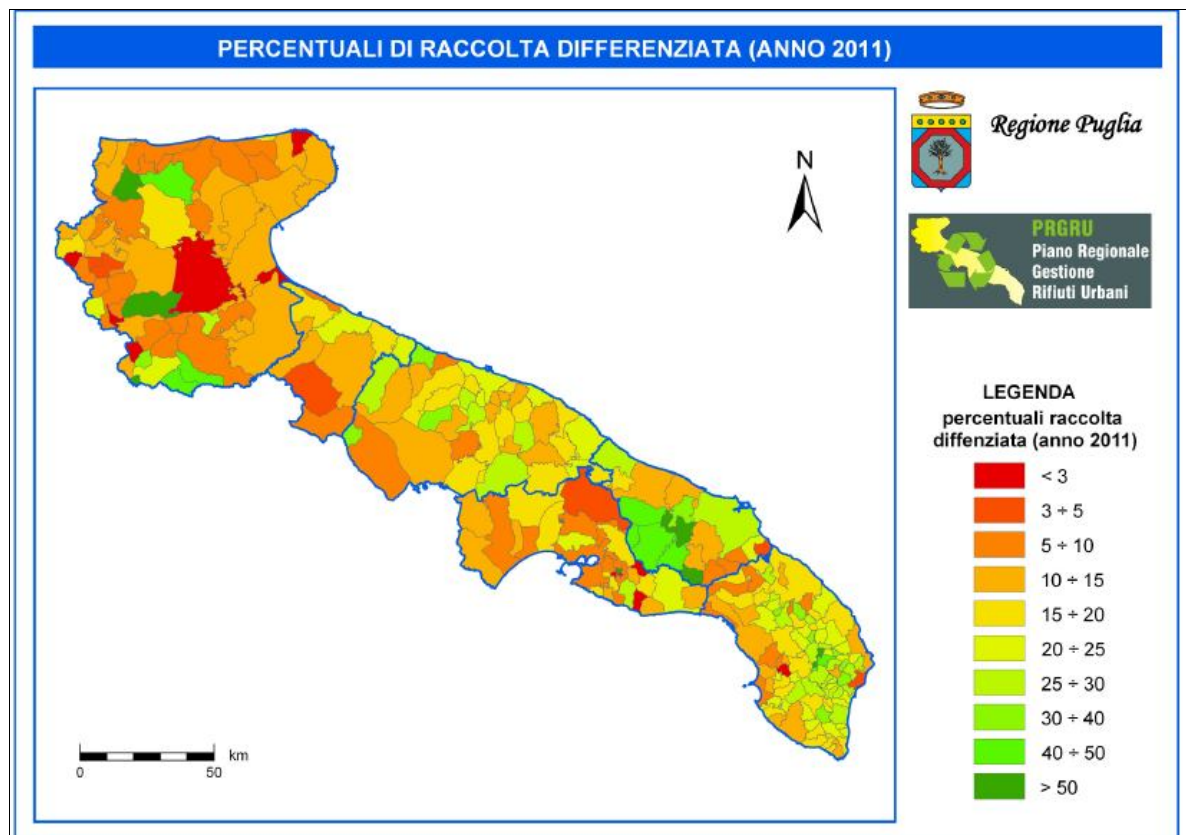 PERCENTUALI DI RACCOLTA DIFFERENZIATA (ANNO 2011)
Regione Puglia
N
PRGRU
Piano Regionale
Gestione
Rifiuti Urbani
LEGENDA
percentuali raccolta
diffenziata (anno 2011)
< 3
3 ÷ 5
5 ÷ 10
10 ÷ 15
15 ÷ 20
20 ÷ 25
25 ÷ 30
30 ÷ 40
40 ÷ 50
> 50
km
0 50